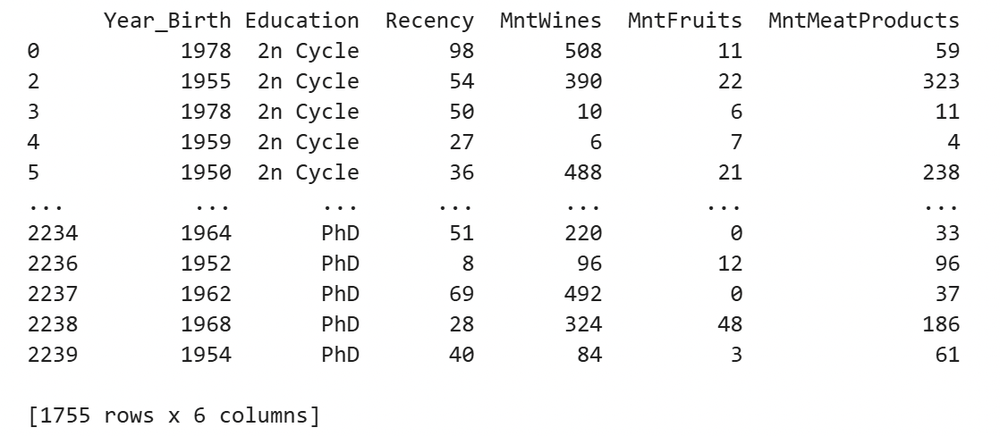 Year_Birth Education Recency MntWines MntFruits MntMeatProducts
0 1978 2n Cycle 98 508 11 59
2 1955 2n Cycle 54 390 22 323
3 1978 2n Cycle 50 10 6 11
4 1959 2n Cycle 27 6 7 4
5 1950 2n Cycle 36 488 21 238
... ... ... ... ... ... ...
2234 1964 PhD 51 220 0 33
2236 1952 PhD 8 96 12 96
2237 1962 PhD 69 492 0 37
2238 1968 PhD 28 324 48 186
2239 1954 PhD 40 84 3 61
[1755 rows x 6 columns]